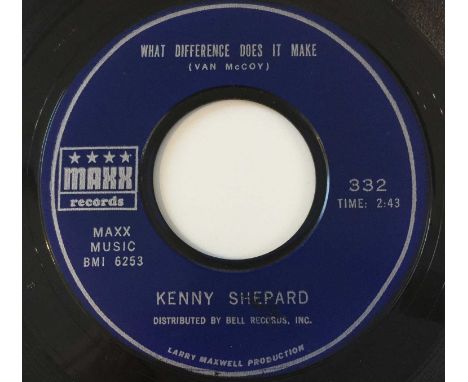 WHAT DIFFERENCE DOES IT MAKE
(VAN McCOY)
★★★★
MAXX
records
MAXX
MUSIC
BMI 6253
332
TIME: 2:43
KENNY SHEPARD
DISTRIBUTED BY BELL RECORDS, INC.
LARRY MAXWELL PRODUCTION